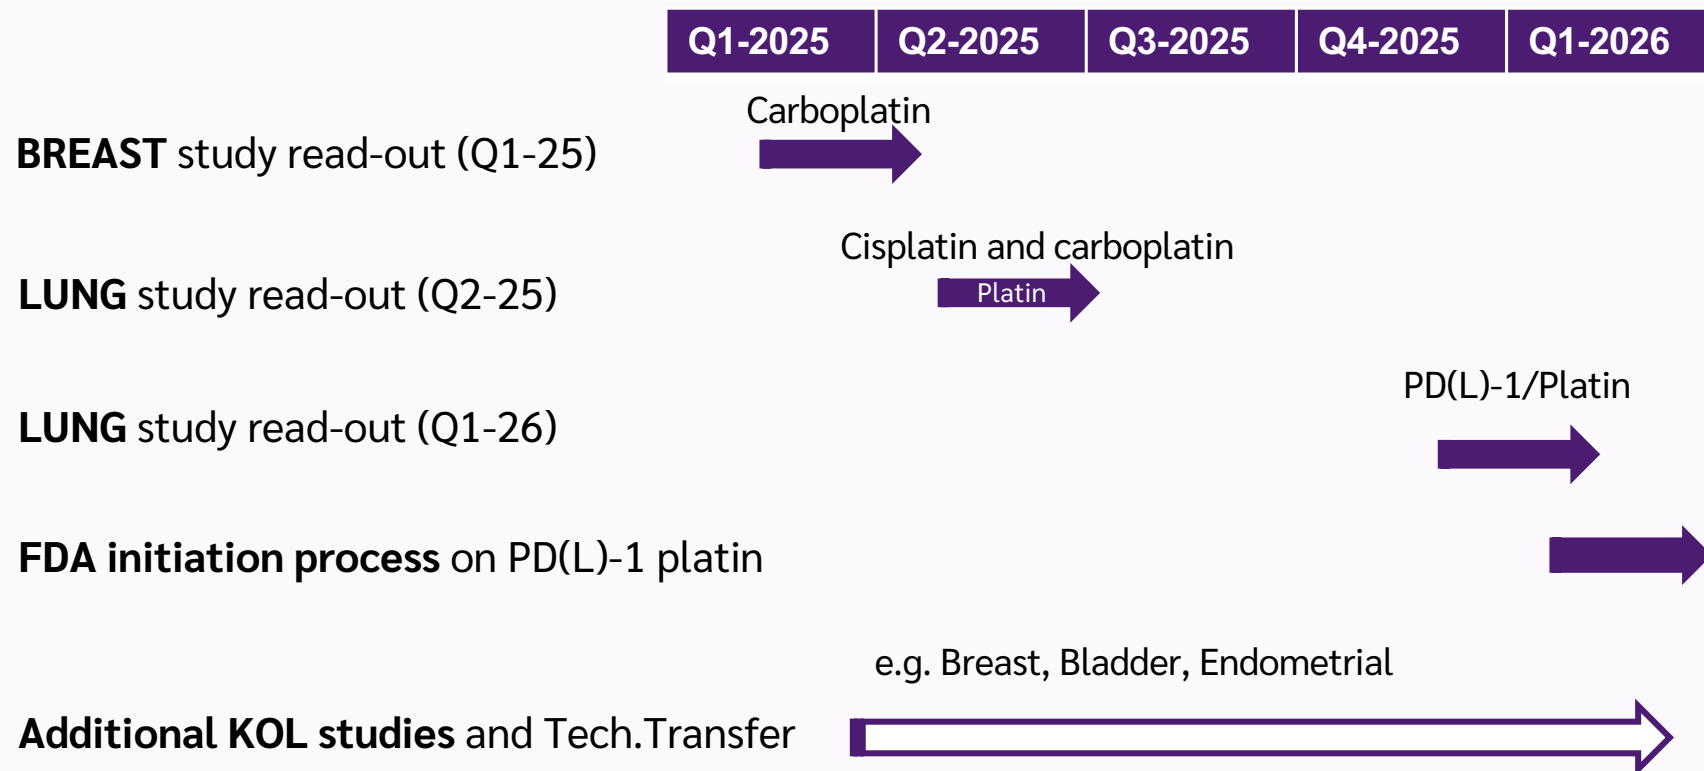 Q1-2025 Q2-2025 Q3-2025 Q4-2025 Q1-2026
Carboplatin
BREAST study read-out (Q1-25)
Cisplatin and carboplatin
LUNG study read-out (Q2-25)
Platin
PD(L)-1/Platin
LUNG study read-out (Q1-26)
FDA initiation process on PD(L)-1 platin
e.g. Breast, Bladder, Endometrial
Additional KOL studies and Tech.Transfer